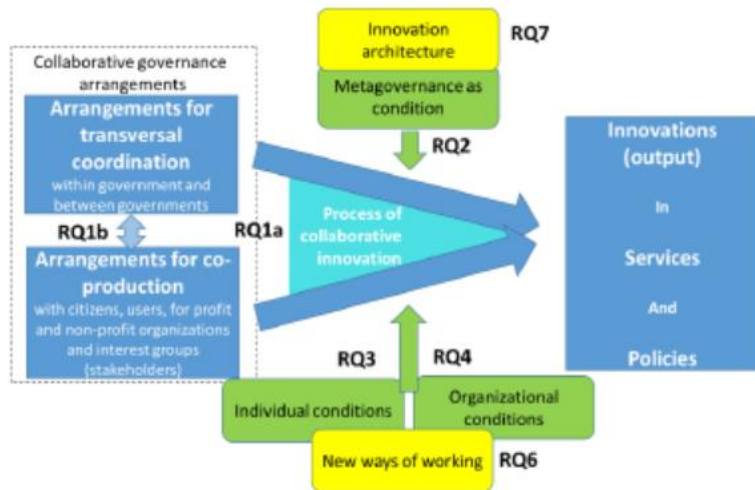 Collaborative governance
arrangements
Arrangements for
transversal
coordination
within government and
between governments
RQ1b
Arrangements for co-
production
with citizens, users, for profit
and non-profit organizations
and interest groups
(stakeholders)
RQ1a
Process of
collaborative
innovation
Innovation
architecture
RQ7
Metagovernance as
condition
RQ2
RQ3
RQ4
Individual conditions
Organizational
conditions
New ways of working
RQ6
Innovations
(output)
In
Services
And
Policies